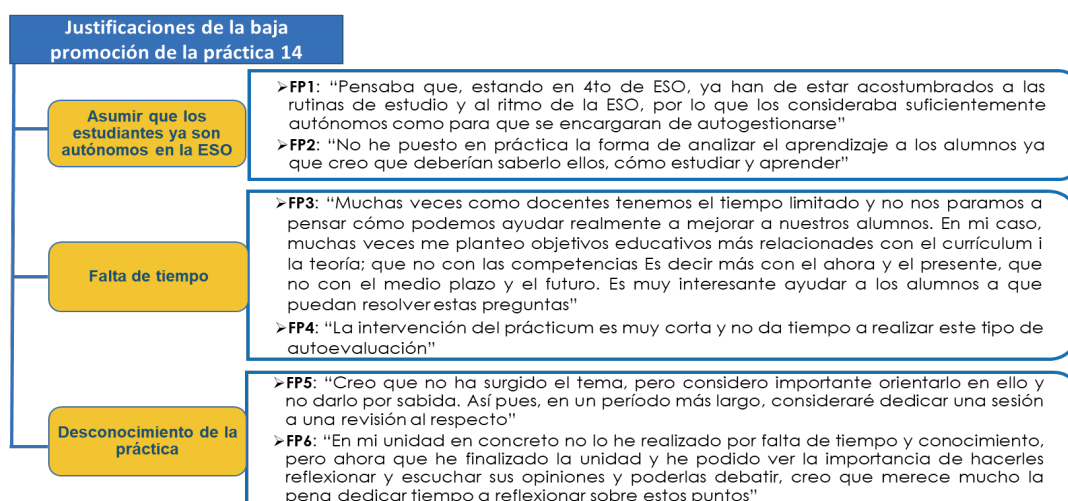 Justificaciones de la baja
promoción de la práctica 14
Asumir que los
estudiantes ya son
autónomos en la ESO
➢FP1: “Pensaba que, estando en 4to de ESO, ya han de estar acostumbrados a las
rutinas de estudio y al ritmo de la ESO, por lo que los consideraba suficientemente
autónomos como para que se encargaran de autogestionarse”
➢FP2: “No he puesto en práctica la forma de analizar el aprendizaje a los alumnos ya
que creo que deberían saberlo ellos, cómo estudiar y aprender”
Falta de tiempo
➢FP3: “Muchas veces como docentes tenemos el tiempo limitado y no nos paramos a
pensar cómo podemos ayudar realmente a mejorar a nuestros alumnos. En mi caso,
muchas veces me planteo objetivos educativos más relacionades con el currículum i
la teoría; que no con las competencias Es decir más con el ahora y el presente, que
no con el medio plazo y el futuro. Es muy interesante ayudar a los alumnos a que
puedan resolver estas preguntas”
➢FP4: “La intervención del prácticum es muy corta y no da tiempo a realizar este tipo de
autoevaluación”
Desconocimiento de la
práctica
➢FP5: “Creo que no ha surgido el tema, pero considero importante orientarlo en ello y
no darlo por sabida. Así pues, en un período más largo, consideraré dedicar una sesión
a una revisión al respecto”
➢FP6: “En mi unidad en concreto no lo he realizado por falta de tiempo y conocimiento,
pero ahora que he finalizado la unidad y he podido ver la importancia de hacerles
reflexionar y escuchar sus opiniones y poderlas debatir, creo que merece mucho la
pena dedicar tiempo a reflexionar sobre estos puntos”